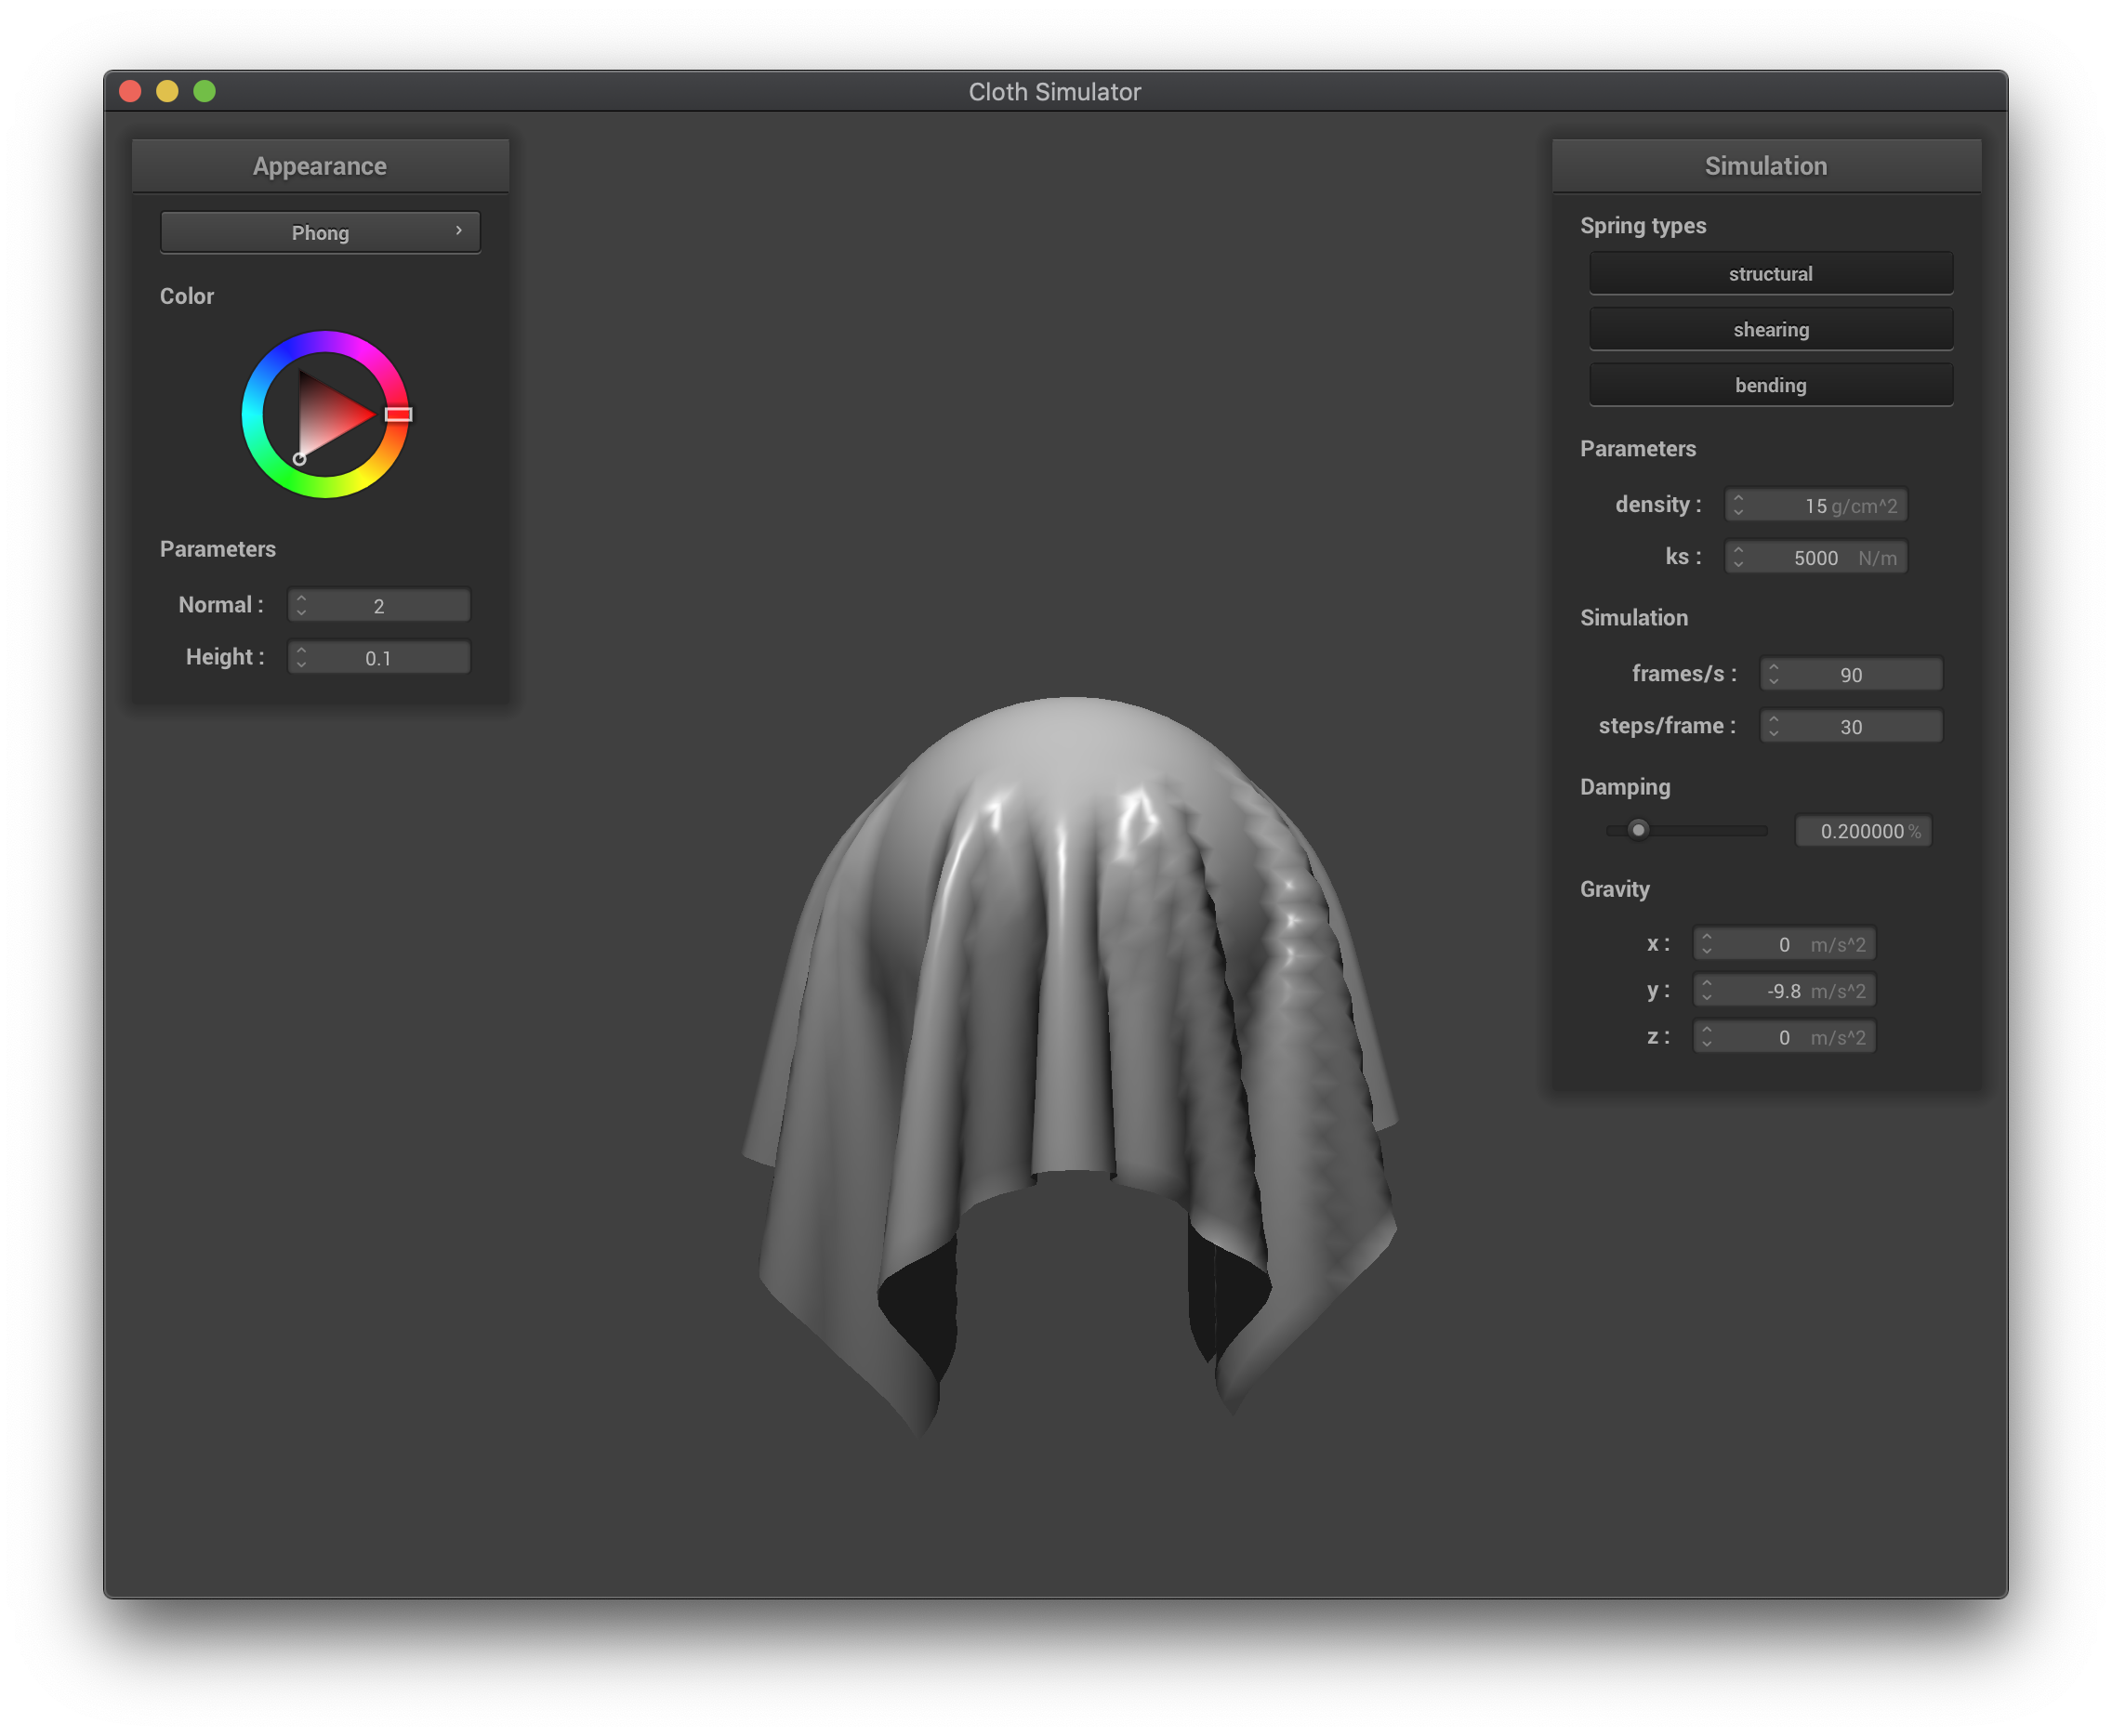 Cloth Simulator
Appearance
Phong
Color
Parameters
Normal : 2
Height : 0.1
Simulation
Spring types
structural
shearing
bending
Parameters
density : 15 g/cm^2
ks : 5000 N/m
Simulation
frames/s : 90
steps/frame : 30
Damping
0.200000 %
Gravity
x : 0 m/s^2
y : -9.8 m/s^2
z : 0 m/s^2